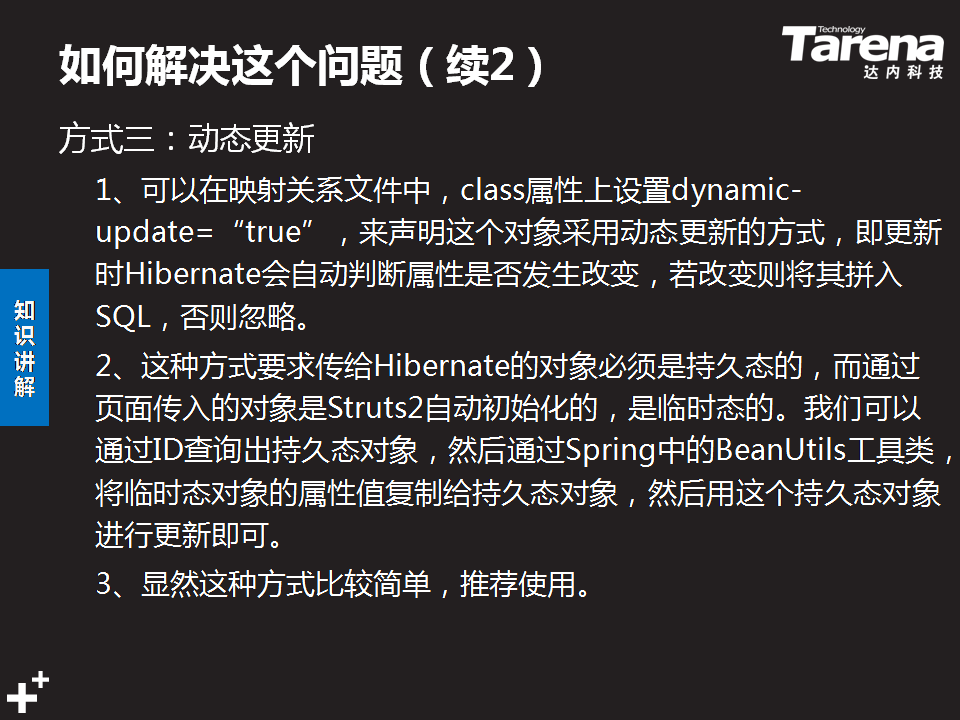 如何解决这个问题（续2）
Technology
Tarena
达内科技
方式三：动态更新
1、可以在映射关系文件中，class属性上设置dynamic-
update=“true”，来声明这个对象采用动态更新的方式，即更新
时Hibernate会自动判断属性是否发生改变，若改变则将其拼入
SQL，否则忽略。
知识讲解
2、这种方式要求传给Hibernate的对象必须是持久态的，而通过
页面传入的对象是Struts2自动初始化的，是临时态的。我们可以
通过ID查询出持久态对象，然后通过Spring中的BeanUtils工具类，
将临时态对象的属性值复制给持久态对象，然后用这个持久态对象
进行更新即可。
3、显然这种方式比较简单，推荐使用。